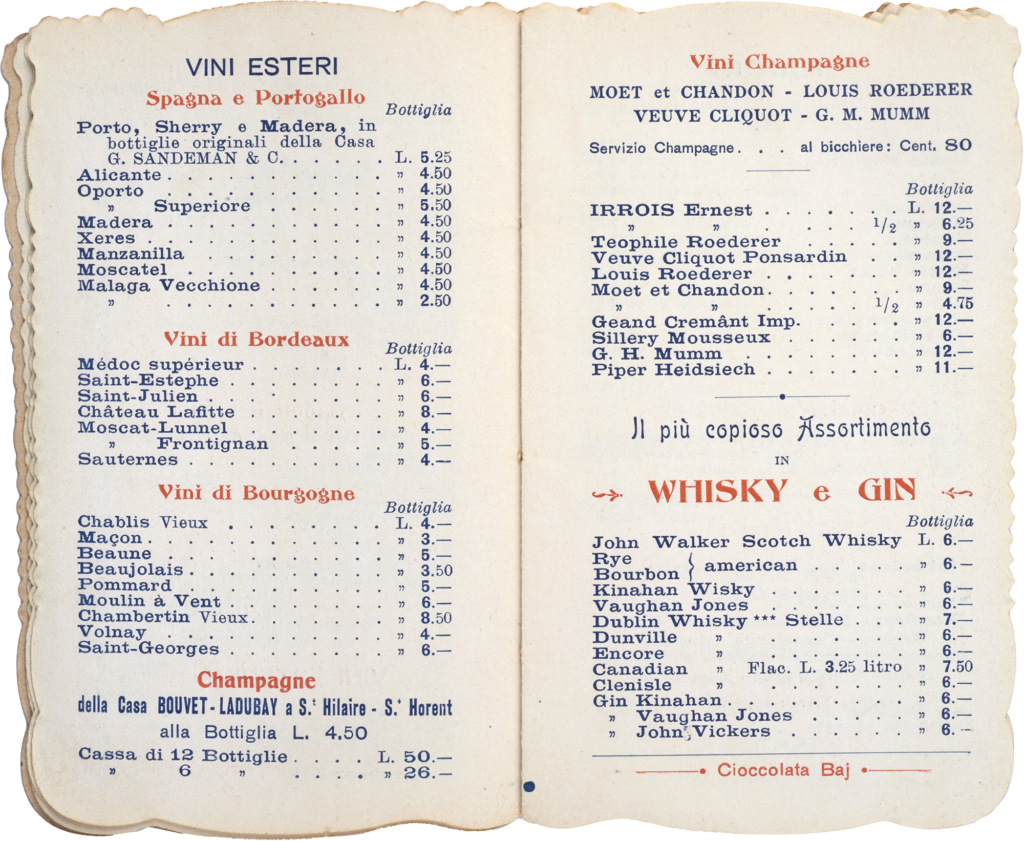 VINI ESTERI
Spagna e Portogallo
Bottiglia
Porto, Sherry e Madera, in
bottiglie originali della Casa
G. SANDEMAN & C. . . . . . L. 5.25
Alicante . . . . . . . . . . „ 4.50
Oporto . . . . . . . . . . „ 4.50
„ Superiore . . . . . . „ 5.50
Madera . . . . . . . . . . „ 4.50
Xeres . . . . . . . . . . . „ 4.50
Manzanilla . . . . . . . . . „ 4.50
Moscatel . . . . . . . . . . „ 4.50
Malaga Vecchione . . . . . . „ 4.50
„ . . . . . . . . „ 2.50
Vini di Bordeaux
Bottiglia
Médoc supérieur . . . . . . L. 4.—
Saint-Estephe . . . . . . . . „ 6.—
Saint-Julien . . . . . . . . „ 6.—
Château Lafitte . . . . . . . „ 8.—
Moscat-Lunnel . . . . . . . „ 4.—
„ Frontignan . . . . . „ 5.—
Sauternes . . . . . . . . . „ 4.—
Vini di Bourgogne
Bottiglia
Chablis Vieux . . . . . . . L. 4.—
Maçon . . . . . . . . . . . „ 3.—
Beaune . . . . . . . . . . „ 5.—
Beaujolais . . . . . . . . . „ 3.50
Pommard . . . . . . . . . „ 5.—
Moulin à Vent . . . . . . . . „ 6.—
Chambertin Vieux . . . . . . „ 8.50
Volnay . . . . . . . . . . „ 4.—
Saint-Georges . . . . . . . . „ 6.—
Champagne
della Casa BOUVET-LADUBAY a S.t Hilaire - S.t Horent
alla Bottiglia L. 4,50
Cassa di 12 Bottiglie . . . . L. 50.—
„ 6 „ . . . . „ 26.—
Vini Champagne
MOET et CHANDON - LOUIS ROEDERER
VEUVE CLIQUOT - G. M. MUMM
Servizio Champagne . . . al bicchiere: Cent. 80
Bottiglia
IRROIS Ernest . . . . . . . L. 12.—
„ „ . . . . 1/2 „ 6.25
Teophile Roederer . . . . . „ 9.—
Veuve Cliquot Ponsardin . . „ 12.—
Louis Roederer . . . . . . „ 12.—
Moet et Chandon . . . . . . „ 9.—
„ „ . . . . 1/2 „ 4.75
Geand Cremânt Imp. . . . . „ 12.—
Sillery Mousseux . . . . . . „ 6.—
G. H. Mumm . . . . . . . „ 12.—
Piper Heidsiech . . . . . . „ 11.—
Il più copioso Assortimento
IN
WHISKY e GIN
Bottiglia
John Walker Scotch Whisky L. 6.—
Rye
american . . . . . „ 6.—
Bourbon
Kinahan Wisky . . . . . . „ 6.—
Vaughan Jones . . . . . . „ 6.—
Dublin Whisky *** Stelle . . . „ 7.—
Dunville „ . . . . . . „ 6.—
Encore „ . . . . . . „ 6.—
Canadian „ Flac. L. 3.25 litro „ 7.50
Clenisle „ . . . . . . „ 6.—
Gin Kinahan . . . . . . . . „ 6.—
„ Vaughan Jones . . . . . „ 6.—
„ John Vickers . . . . . . „ 6.—
Cioccolata Baj